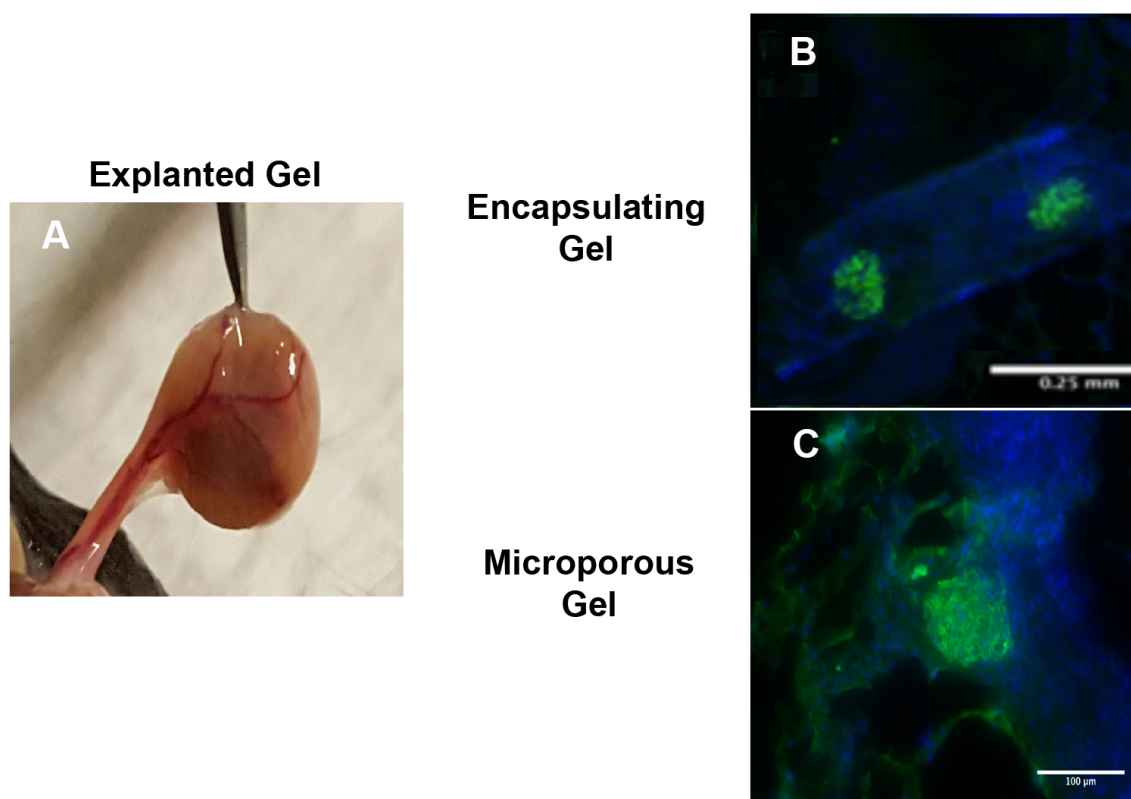 Explanted Gel
A
Encapsulating
Gel
B
0.25 mm
Microporous
Gel
C
100 µm